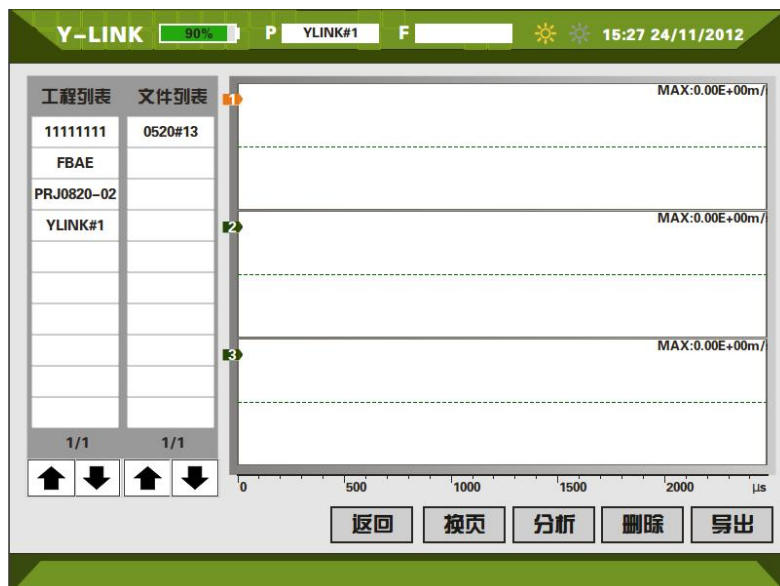 Y-LINK 90% P YLINK#1 F 15:27 24/11/2012
工程列表 文件列表
11111111 0520#13
FBAE
PRJ0820-02
YLINK#1
1/1 1/1
1 MAX:0.00E+00m/
2 MAX:0.00E+00m/
3 MAX:0.00E+00m/
0 500 1000 1500 2000 μs
返回 换页 分析 删除 导出